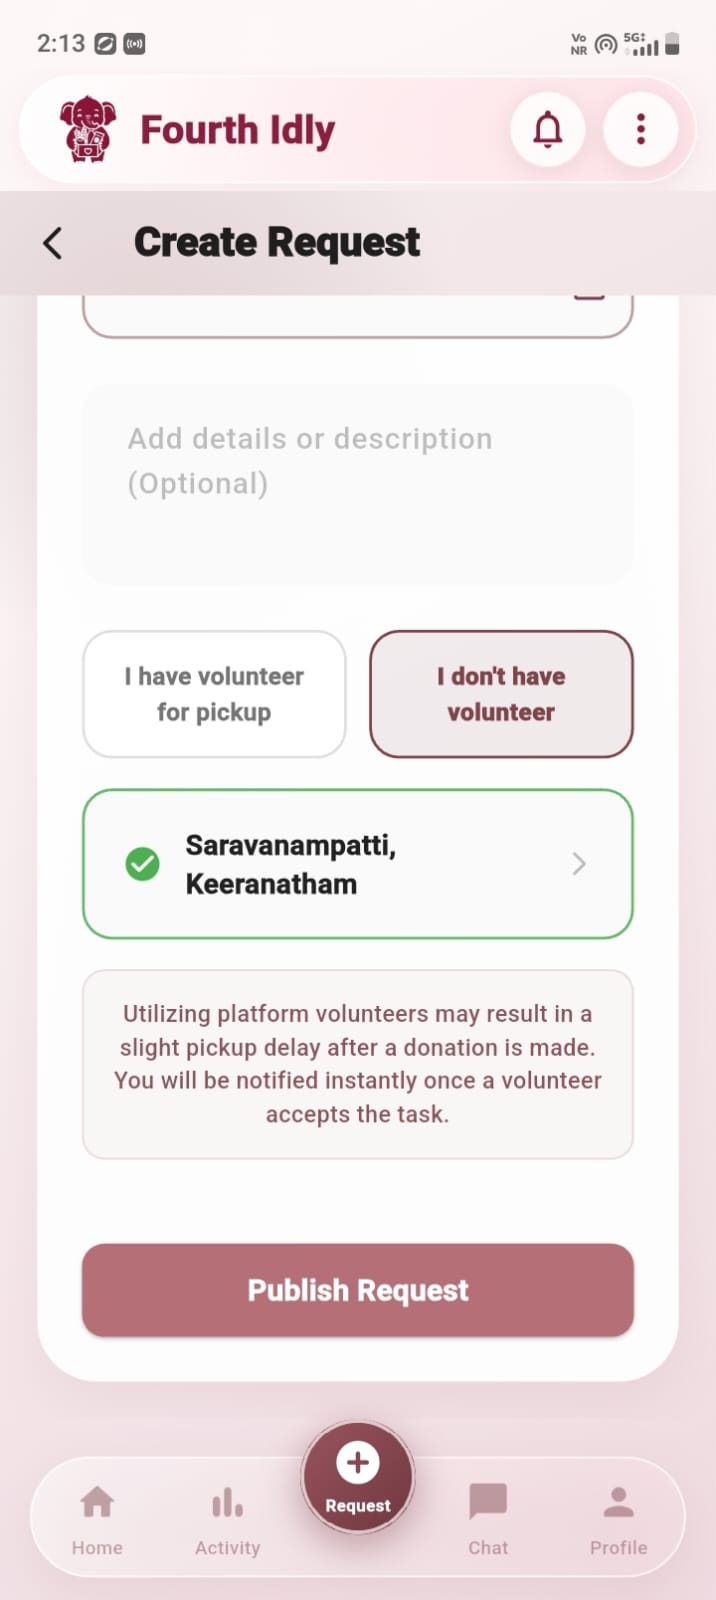 2:13
Vo
NR
5G
Fourth Idly
Create Request
Add details or description
(Optional)
I have volunteer
for pickup
I don't have
volunteer
Saravanampatti,
Keeranatham
Utilizing platform volunteers may result in a
slight pickup delay after a donation is made.
You will be notified instantly once a volunteer
accepts the task.
Publish Request
Request
Home
Activity
Chat
Profile